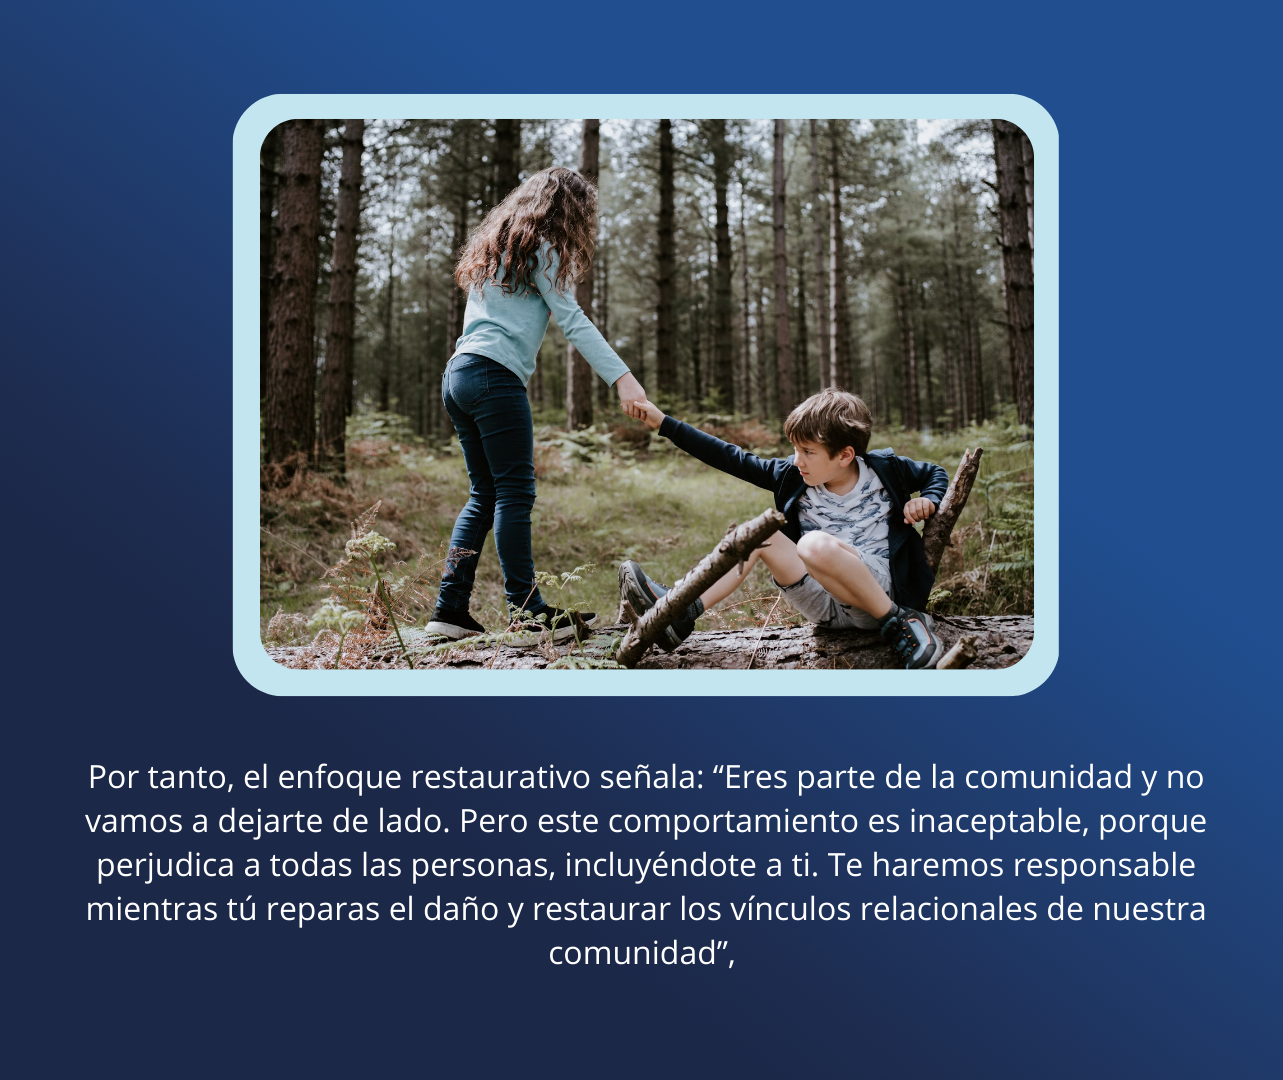 Por tanto, el enfoque restaurativo señala: “Eres parte de la comunidad y no
vamos a dejarte de lado. Pero este comportamiento es inaceptable, porque
perjudica a todas las personas, incluyéndote a ti. Te haremos responsable
mientras tú reparas el daño y restaurar los vínculos relacionales de nuestra
comunidad”,